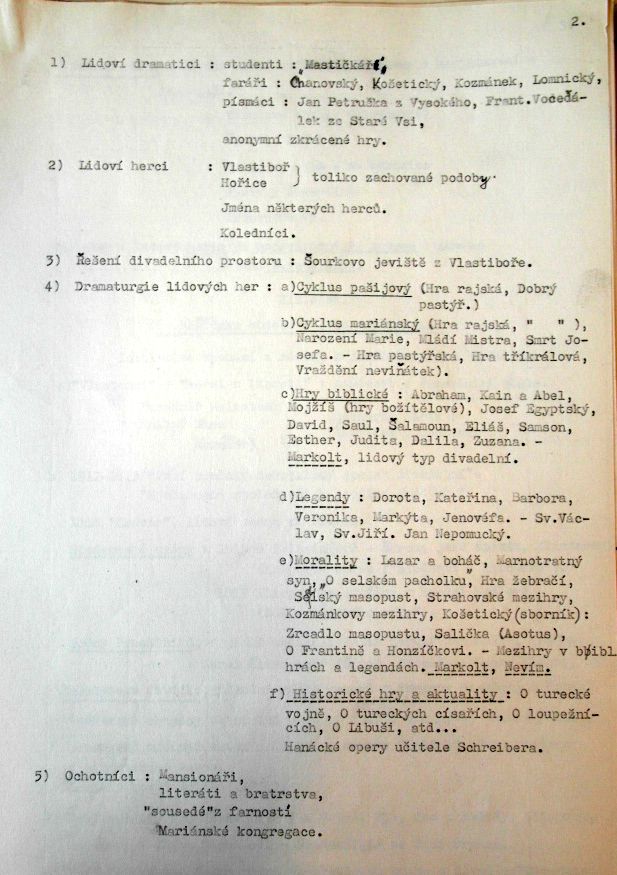 2.
1) Lidoví dramatici : studenti : „Mastičkáři",
faráři : Chanovský, Košetický, Kozmánek, Lomnický,
písmáci : Jan Petruška z Vysokého, Frant.Vocedá-
lek ze Staré Vsi,
anonymní zkrácené hry.
2) Lidoví herci : Vlastiboř
Hořice } toliko zachované podoby.
Jména některých herců.
Koledníci.
3) Řešení divadelního prostoru : Šourkovo jeviště z Vlastiboře.
4) Dramaturgie lidových her : a)Cyklus pašijový (Hra rajská, Dobrý
pastýř.)
b)Cyklus mariánský (Hra rajská, " " ),
Narození Marie, Mládí Mistra, Smrt Jo-
sefa. - Hra pastýřská, Hra tříkrálová,
Vraždění neviňátek).
c)Hry biblické : Abraham, Kain a Abel,
Mojžíš (hry božítělové), Josef Egyptský,
David, Saul, Šalamoun, Eliáš, Samson,
Esther, Judita, Dalila, Zuzana. -
Markolt, lidový typ divadelní.
d)Legendy : Dorota, Kateřina, Barbora,
Veronika, Markýta, Jenovéfa. - Sv.Vác-
lav, Sv.Jiří. Jan Nepomucký.
e)Morality : Lazar a boháč, Marnotratný
syn, „O selském pacholku", Hra žebračí,
Selský masopust, Strahovské mezihry,
Kozmánkovy mezihry, Košetický(sborník):
Zrcadlo masopustu, Salička (Asotus),
O Frantině a Honzíčkovi. - Mezihry v bibl.
hrách a legendách. Markolt, Nevím.
f) Historické hry a aktuality : O turecké
vojně, O tureckých císařích, O loupežní-
cích, O Libuši, atd...
Hanácké opery učitele Schreibera.
5) Ochotníci : Mansionáři,
literáti a bratrstva,
"sousedé"z farností
Mariánské kongregace.